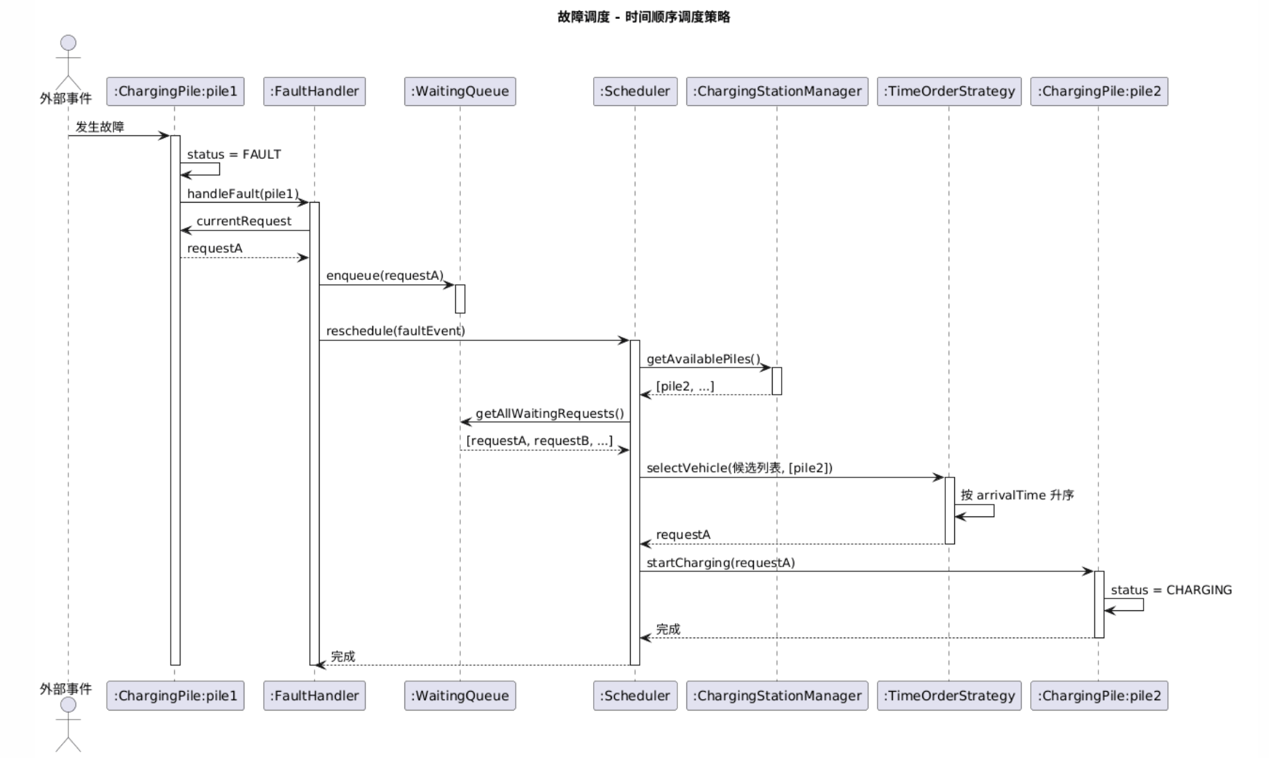 故障调度 - 时间顺序调度策略
外部事件
:ChargingPile:pile1
:FaultHandler
:WaitingQueue
:Scheduler
:ChargingStationManager
:TimeOrderStrategy
:ChargingPile:pile2
发生故障
status = FAULT
handleFault(pile1)
currentRequest
requestA
enqueue(requestA)
reschedule(faultEvent)
getAvailablePiles()
[pile2, ...]
getAllWaitingRequests()
[requestA, requestB, ...]
selectVehicle(候选列表, [pile2])
按 arrivalTime 升序
requestA
startCharging(requestA)
status = CHARGING
完成
完成
外部事件
:ChargingPile:pile1
:FaultHandler
:WaitingQueue
:Scheduler
:ChargingStationManager
:TimeOrderStrategy
:ChargingPile:pile2